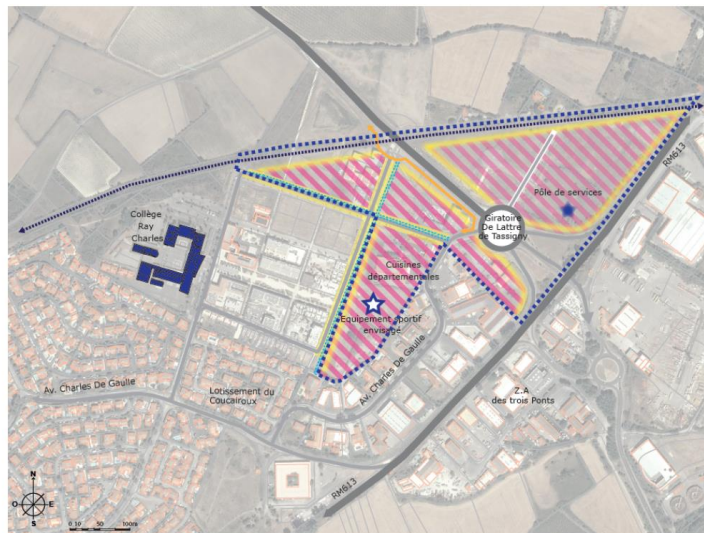 RM613
Pôle de services
Collège
Ray
Charles
Giratoire
De Lattre
de Tassigny
Cuisines
départementales
Equipement sportif
envisagé
Av. Charles De Gaulle
Av. Charles De Gaulle
Lotissement du
Coucairoux
Z.A
des trois Ponts
RM613
N
O
E
S
0 10 50 100m